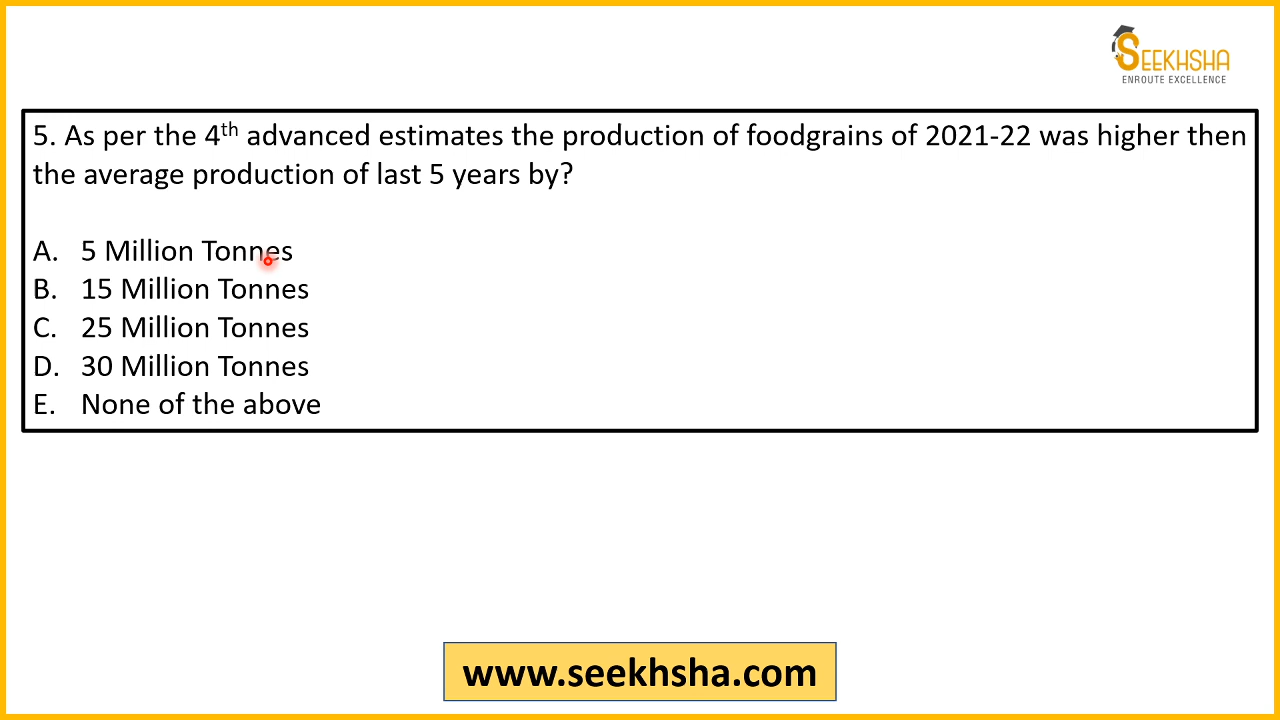 SEEKHSHA
ENROUTE EXCELLENCE
5. As per the 4th advanced estimates the production of foodgrains of 2021-22 was higher then
the average production of last 5 years by?
A. 5 Million Tonnes
B. 15 Million Tonnes
C. 25 Million Tonnes
D. 30 Million Tonnes
E. None of the above
www.seekhsha.com